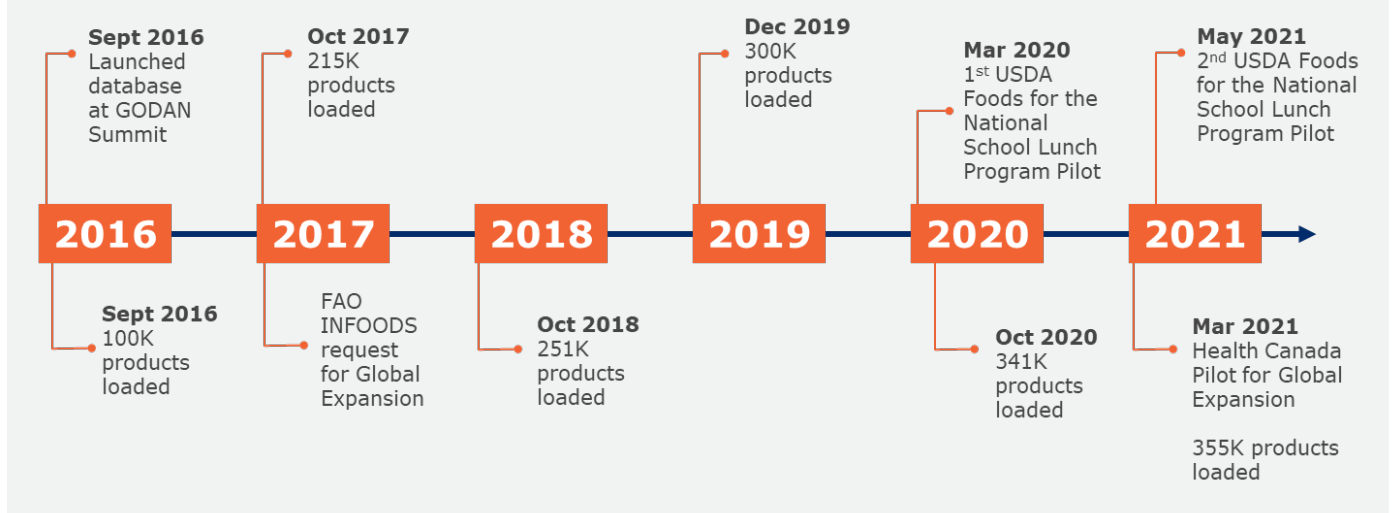 Sept 2016
Launched
database
at GODAN
Summit
Oct 2017
215K
products
loaded
Dec 2019
300K
products
loaded
Mar 2020
1st USDA
Foods for the
National
School Lunch
Program Pilot
May 2021
2nd USDA Foods
for the National
School Lunch
Program Pilot
2016
2017
2018
2019
2020
2021
Sept 2016
100K
products
loaded
FAO
INFOODS
request
for Global
Expansion
Oct 2018
251K
products
loaded
Oct 2020
341K
products
loaded
Mar 2021
Health Canada
Pilot for Global
Expansion
355K products
loaded